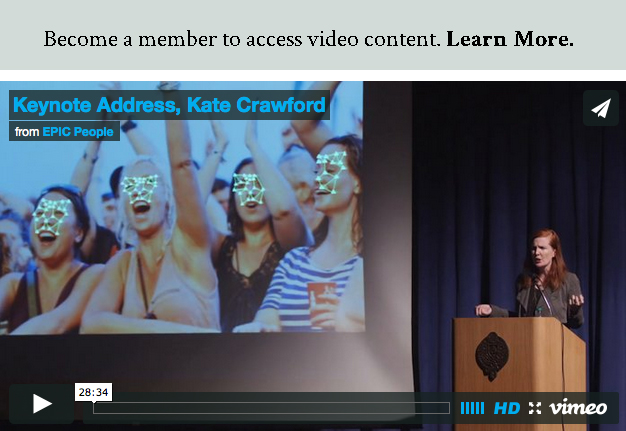 Become a member to access video content. Learn More.
Keynote Address, Kate Crawford
from EPIC People
28:34
HD vimeo